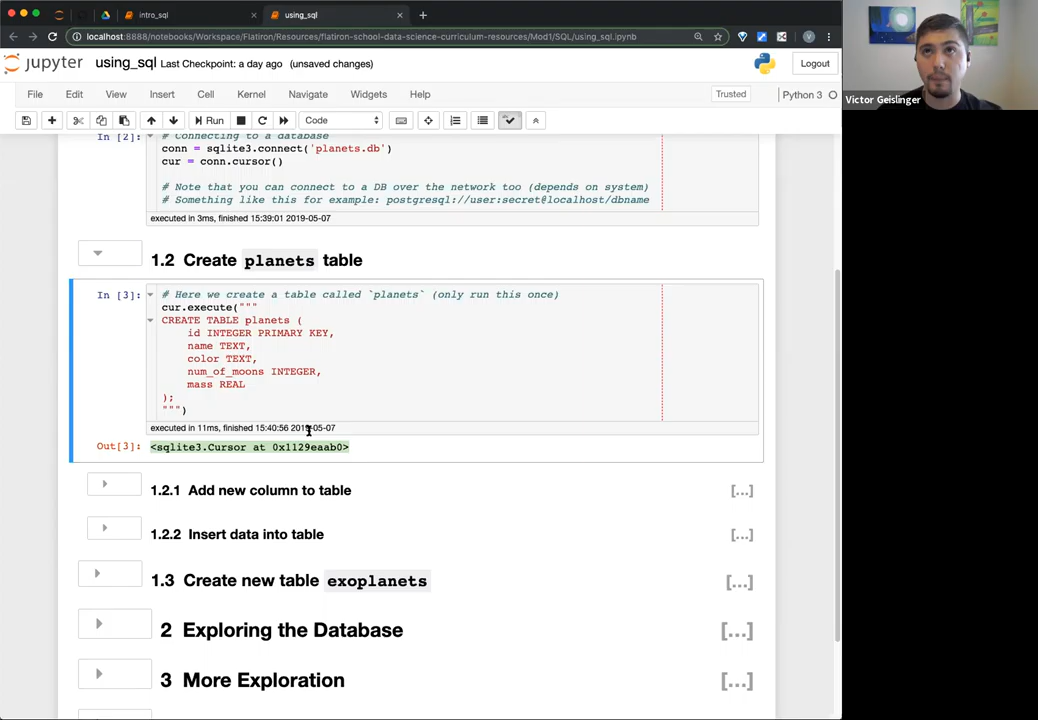 intro_sql
using_sql
localhost:8888/notebooks/Workspace/Flatiron/Resources/flatiron-school-data-science-curriculum-resources/Mod1/SQL/using_sql.ipynb
jupyter using_sql Last Checkpoint: a day ago (unsaved changes)
Logout
Victor Geislinger
File Edit View Insert Cell Kernel Navigate Widgets Help
Trusted
Python 3
Run
Code
In [2]:
# Connecting to a database
conn = sqlite3.connect('planets.db')
cur = conn.cursor()
# Note that you can connect to a DB over the network too (depends on system)
# Something like this for example: postgresql://user:secret@localhost/dbname
executed in 3ms, finished 15:39:01 2019-05-07
1.2 Create planets table
In [3]:
# Here we create a table called `planets` (only run this once)
cur.execute("""
CREATE TABLE planets (
id INTEGER PRIMARY KEY,
name TEXT,
color TEXT,
num_of_moons INTEGER,
mass REAL
);
""")
executed in 11ms, finished 15:40:56 2019-05-07
Out[3]: <sqlite3.Cursor at 0x1129eaab0>
1.2.1 Add new column to table
[...]
1.2.2 Insert data into table
[...]
1.3 Create new table exoplanets
[...]
2 Exploring the Database
[...]
3 More Exploration
[...]